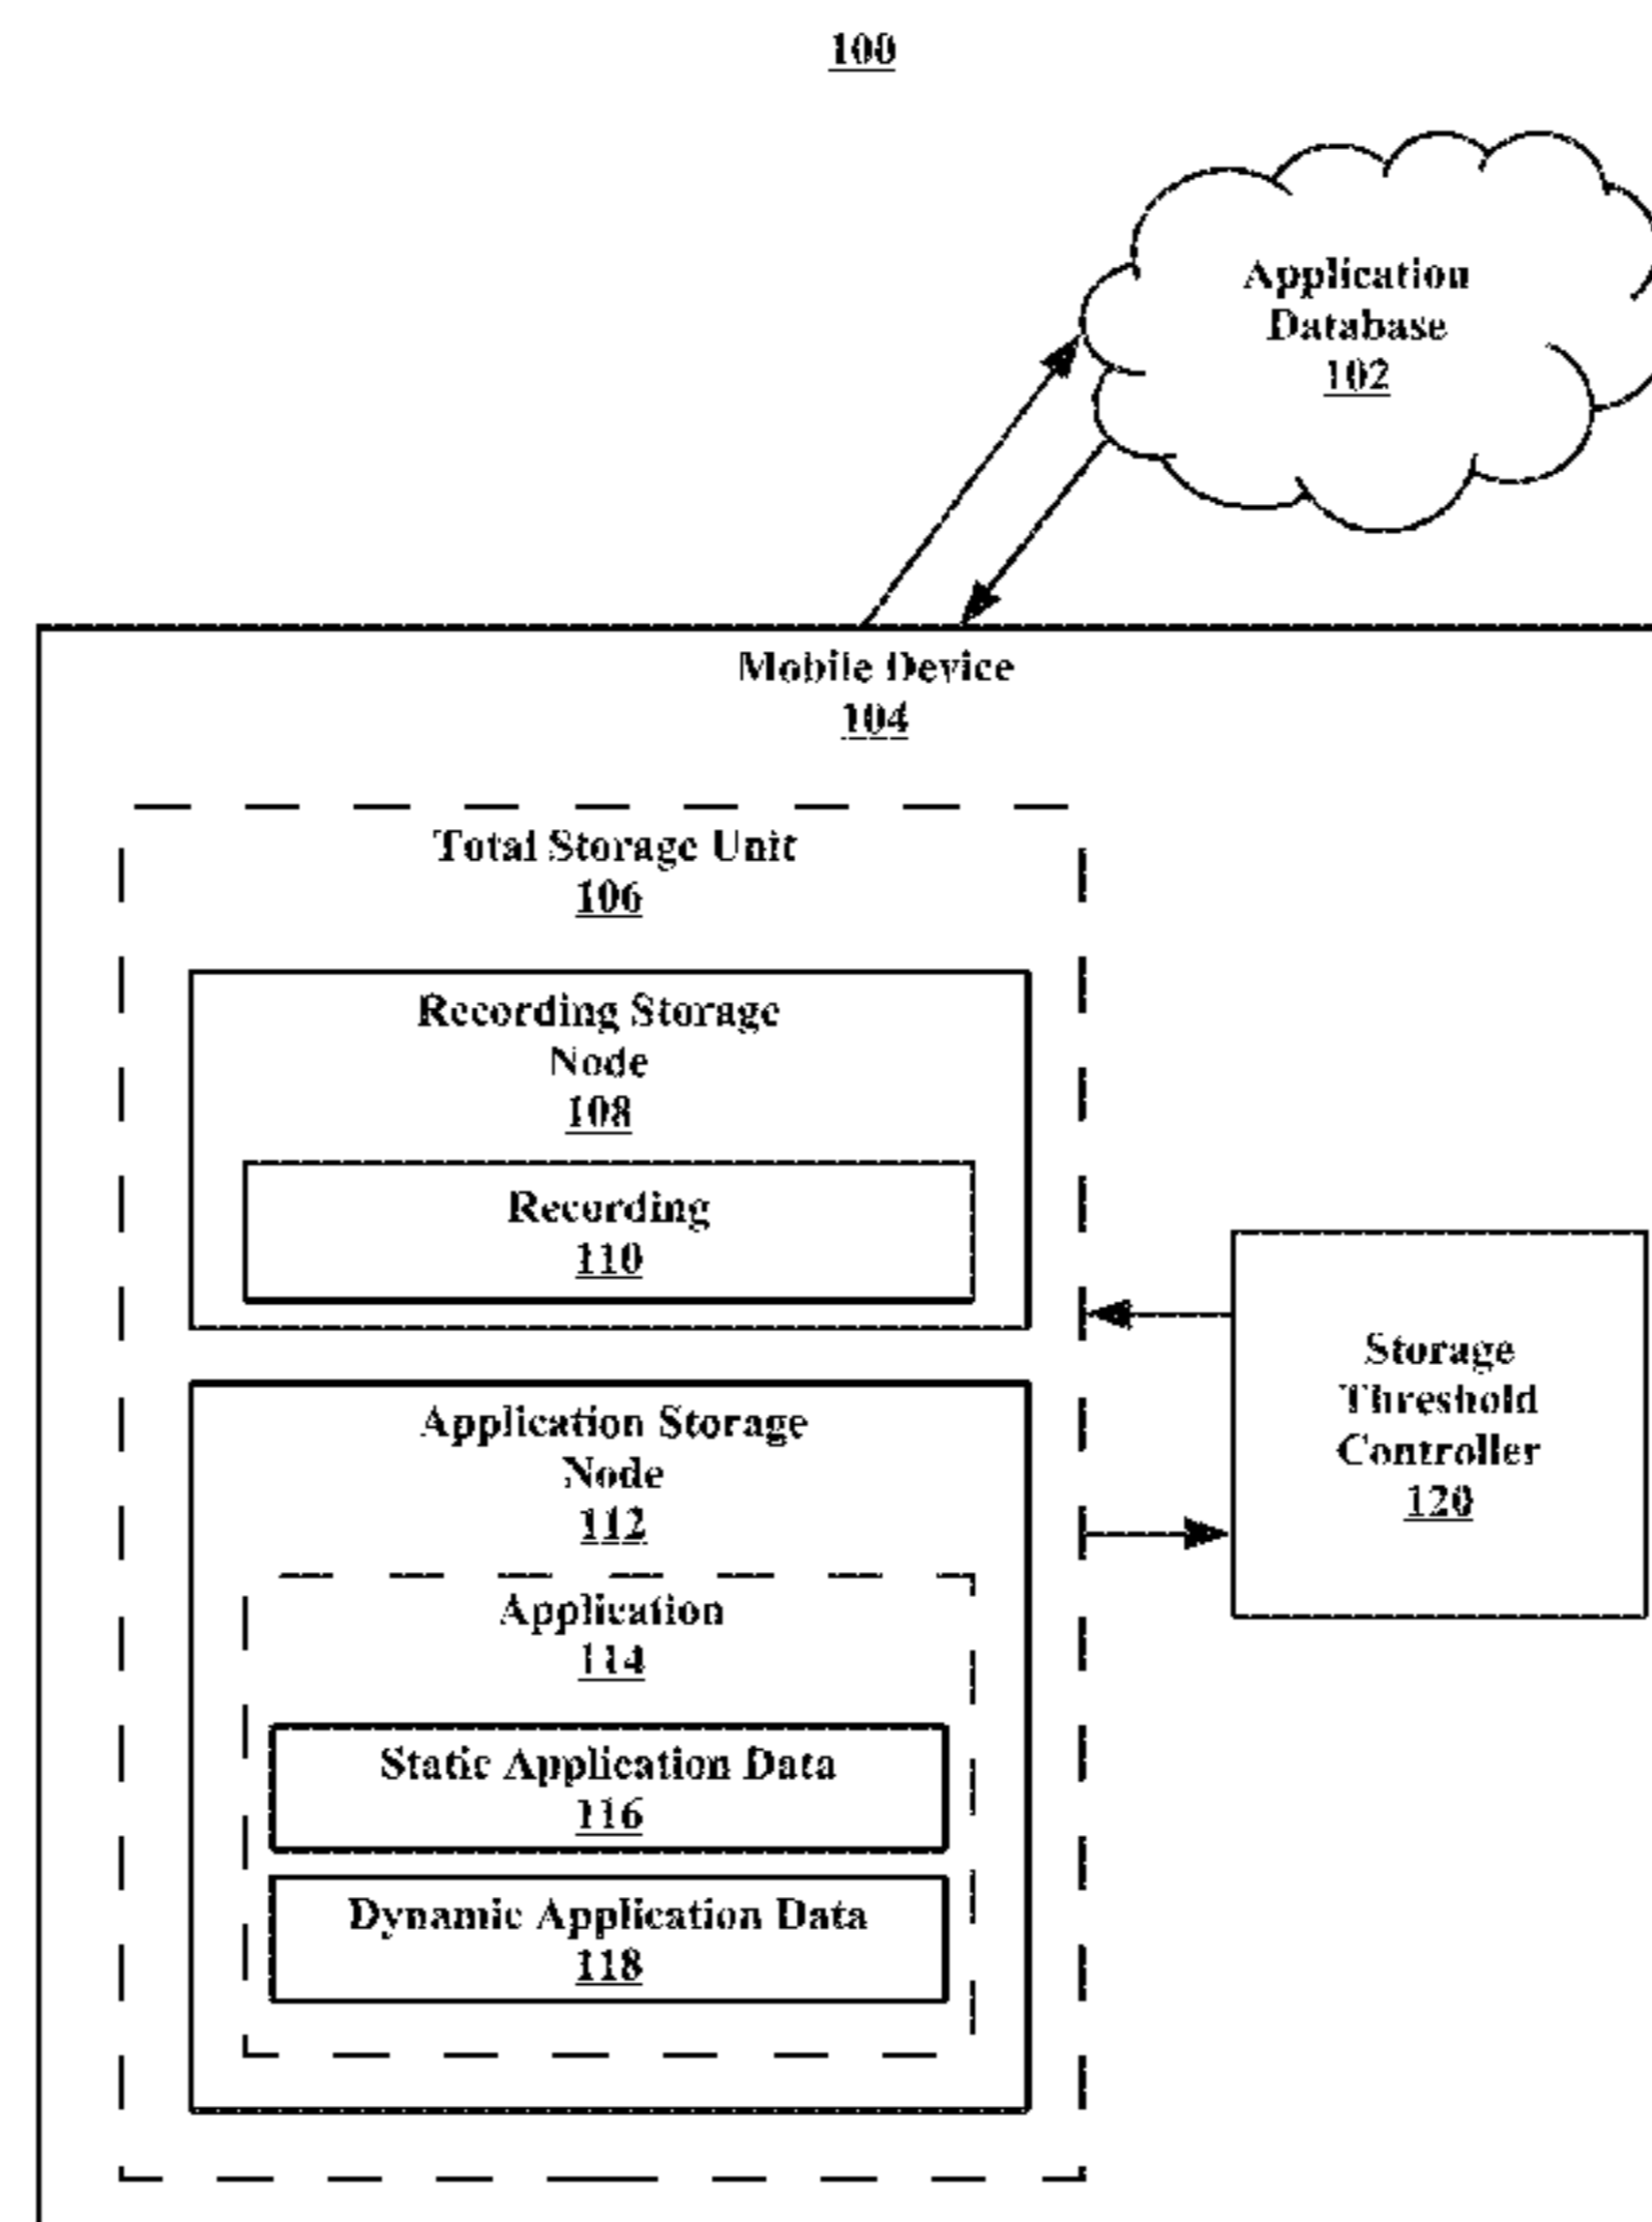 100
Application
Database
102
Mobile Device
104
Total Storage Unit
106
Recording Storage
Node
108
Recording
110
Storage
Threshold
Controller
120
Application Storage
Node
112
Application
114
Static Application Data
116
Dynamic Application Data
118